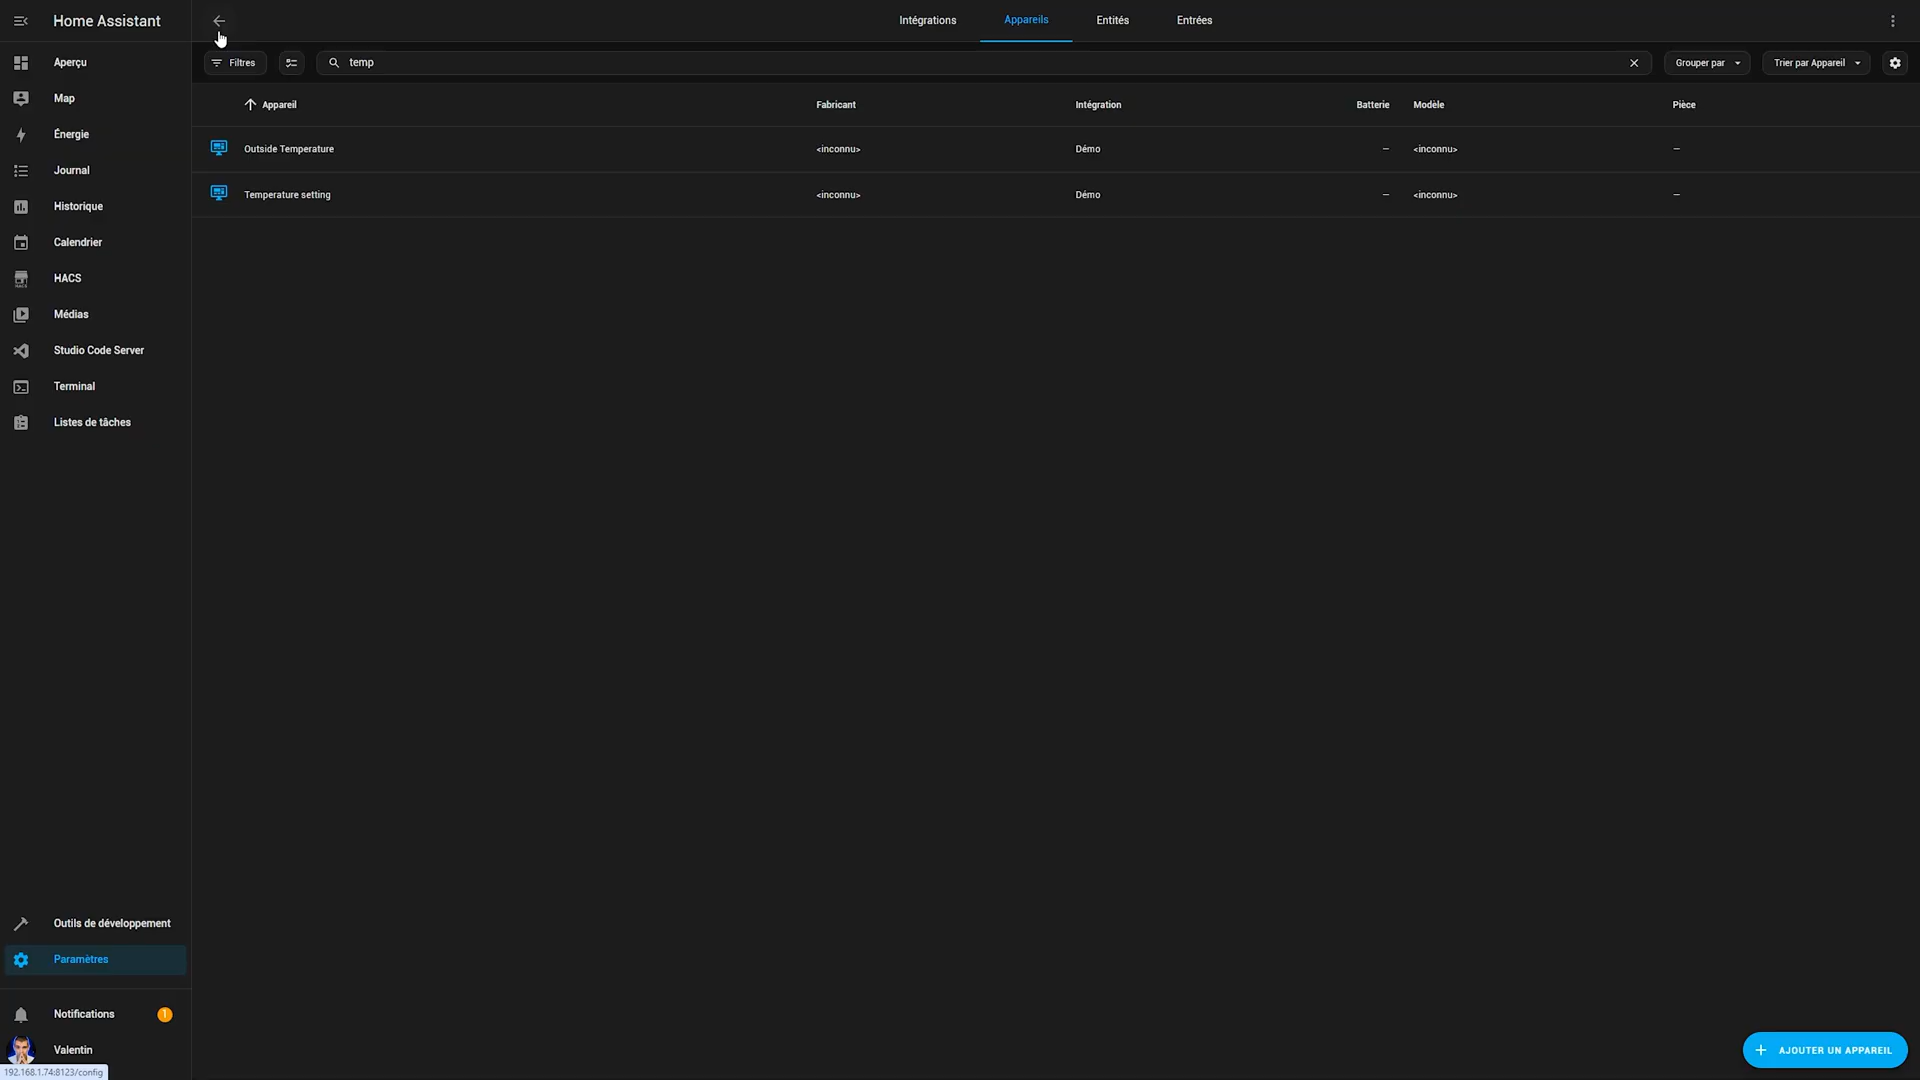 Home Assistant
Intégrations
Appareils
Entités
Entrées
Filtres
temp
Grouper par
Trier par Appareil
Aperçu
Map
Énergie
Journal
Historique
Calendrier
HACS
Médias
Studio Code Server
Terminal
Listes de tâches
Appareil
Fabricant
Intégration
Batterie
Modèle
Pièce
Outside Temperature
<inconnu>
Démo
—
<inconnu>
—
Temperature setting
<inconnu>
Démo
—
<inconnu>
—
Outils de développement
Paramètres
Notifications
1
Valentin
192.168.1.74:8123/config
AJOUTER UN APPAREIL